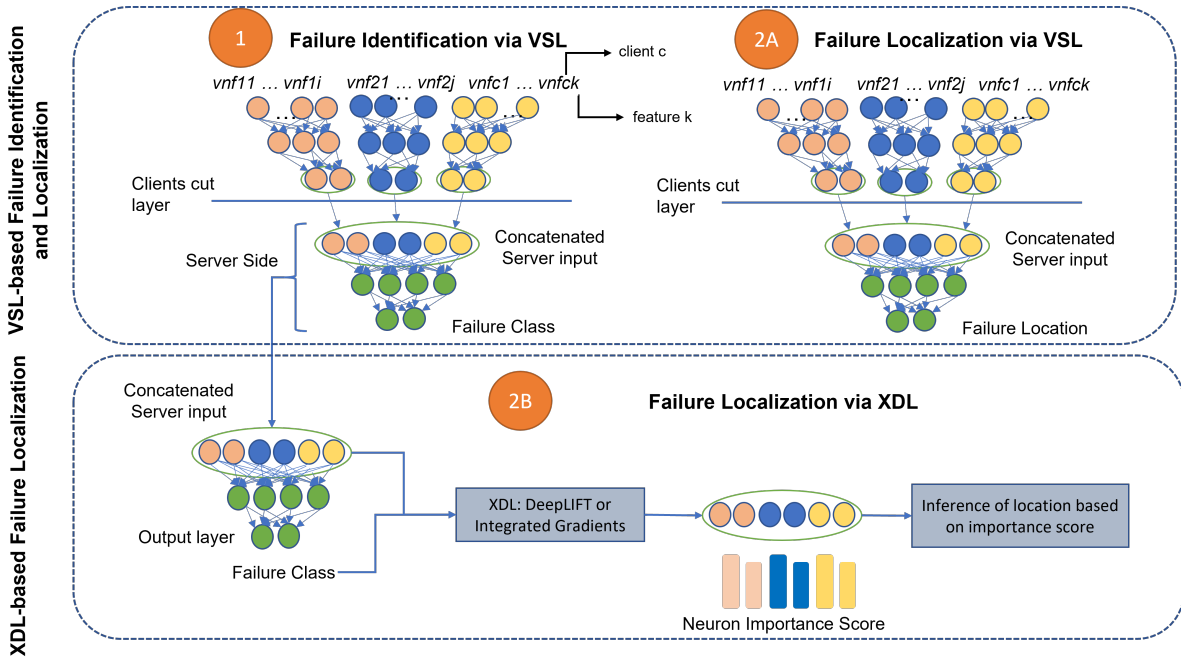 VSL-based Failure Identification
and Localization
1
Failure Identification via VSL
client c
vnf11 ... vnf1i
vnf21 ... vnf2j
vnfc1 ... vnfck
feature k
...
...
...
Clients cut
layer
Server Side
Concatenated
Server input
Failure Class
2A
Failure Localization via VSL
vnf11 ... vnf1i
vnf21 ... vnf2j
vnfc1 ... vnfck
...
...
...
Clients cut
layer
Concatenated
Server input
Failure Location
XDL-based Failure Localization
2B
Failure Localization via XDL
Concatenated
Server input
Output layer
Failure Class
XDL: DeepLIFT or
Integrated Gradients
Neuron Importance Score
Inference of location based
on importance score